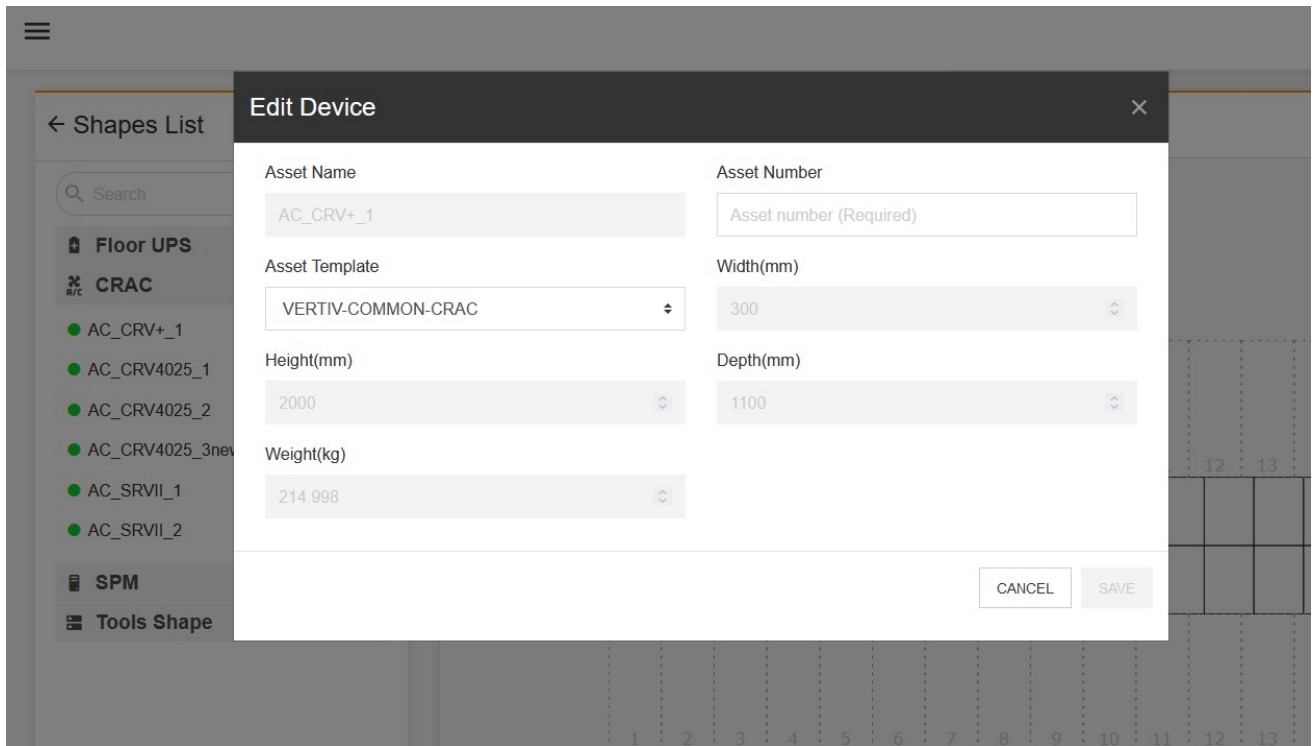 Edit Device
×
← Shapes List
Search
Floor UPS
CRAC
AC_CRV+_1
AC_CRV4025_1
AC_CRV4025_2
AC_CRV4025_3new
AC_SRVII_1
AC_SRVII_2
SPM
Tools Shape
Asset Name
AC_CRV+_1
Asset Number
Asset number (Required)
Asset Template
VERTIV-COMMON-CRAC
Width(mm)
300
Height(mm)
2000
Depth(mm)
1100
Weight(kg)
214.998
CANCEL SAVE
12 13
1 2 3 4 5 6 7 8 9 10 11 12 13